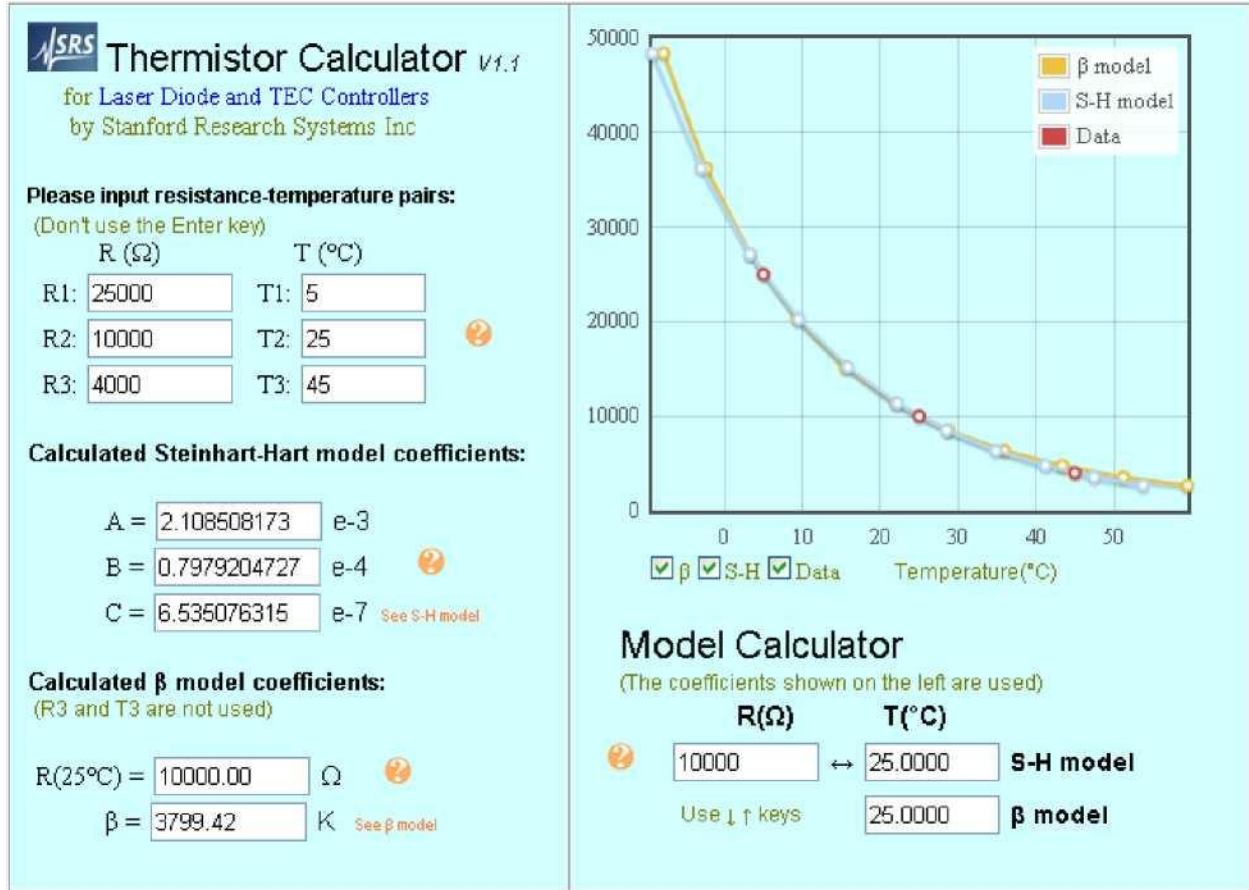 SRS Thermistor Calculator V1.1
for Laser Diode and TEC Controllers
by Stanford Research Systems Inc
Please input resistance-temperature pairs:
(Don't use the Enter key)
R (Ω) T (ºC)
R1: 25000 T1: 5
R2: 10000 T2: 25 ?
R3: 4000 T3: 45
Calculated Steinhart-Hart model coefficients:
A = 2.108508173 e-3
B = 0.7979204727 e-4 ?
C = 6.535076315 e-7 See S-H model
Calculated β model coefficients:
(R3 and T3 are not used)
R(25ºC) = 10000.00 Ω ?
β = 3799.42 K See β model
50000
40000
30000
20000
10000
0
β model
S-H model
Data
0 10 20 30 40 50
β S-H Data Temperature(°C)
Model Calculator
(The coefficients shown on the left are used)
R(Ω) T(°C)
? 10000 ↔ 25.0000 S-H model
Use ↓ ↑ keys 25.0000 β model